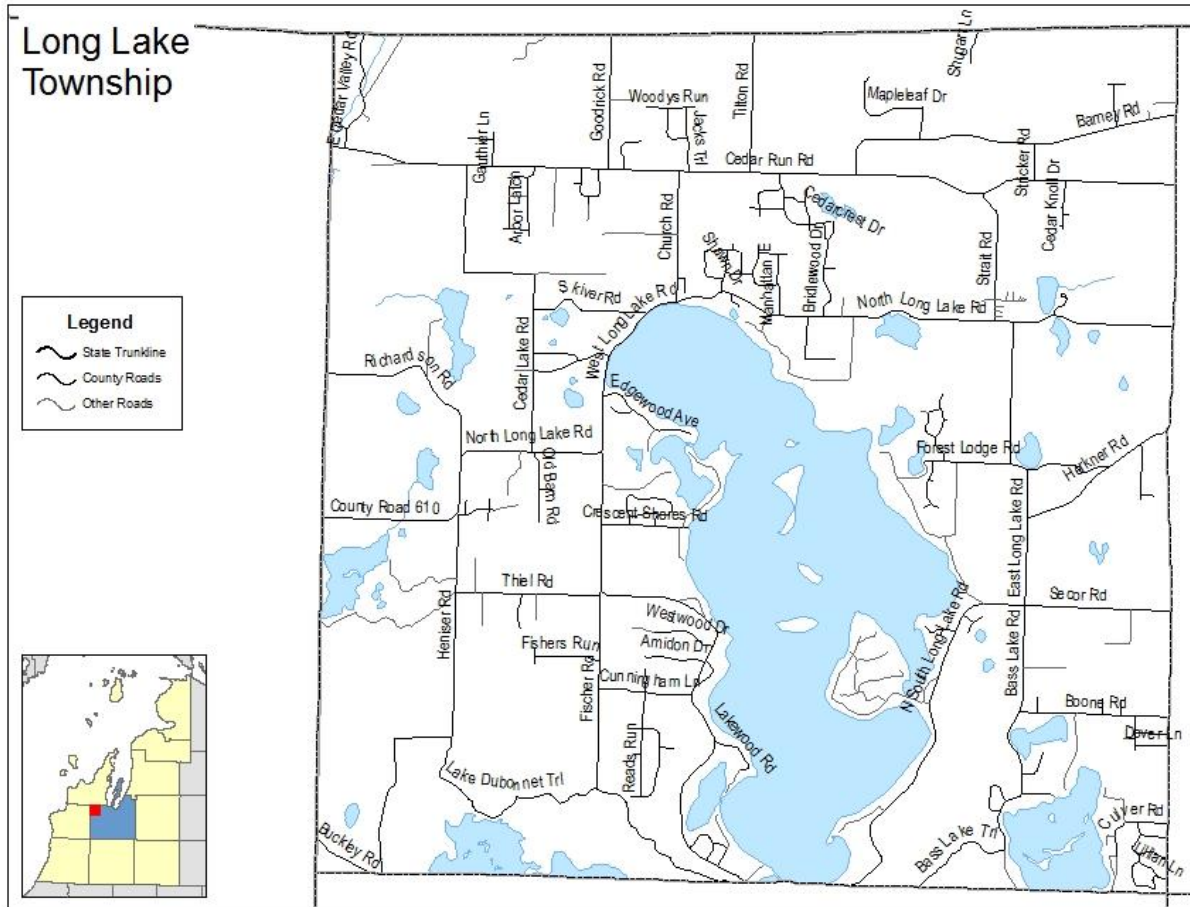 Long Lake
Township
E Cedar Valley Rd
Goodrick Rd
Woodys Run
Jacks Trl
Tilton Rd
Shugart Ln
Mapleleaf Dr
Barney Rd
Gauthier Ln
Cedar Run Rd
Stricker Rd
Cedar Knoll Dr
Arbor Latch
Church Rd
Cedarcrest Dr
Shawn Dr
Manhattan E
Bridlewood Dr
Strait Rd
Skiver Rd
West Long Lake Rd
North Long Lake Rd
Legend
State Trunkline
County Roads
Other Roads
Richardson Rd
Cedar Lake Rd
Edgewood Ave
North Long Lake Rd
Old Barn Rd
Forest Lodge Rd
Herkner Rd
County Road 610
Crescent Shores Rd
East Long Lake Rd
Thiel Rd
Secor Rd
Heniser Rd
Westwood Dr
Fishers Run
Amidon Dr
N South Long Lake Rd
Bass Lake Rd
Fischer Rd
Cunningham Ln
Boone Rd
Lakewood Rd
Dover Ln
Reads Run
Lake Dubonnet Trl
Buckley Rd
Bass Lake Trl
Culver Rd
Lillian Ln